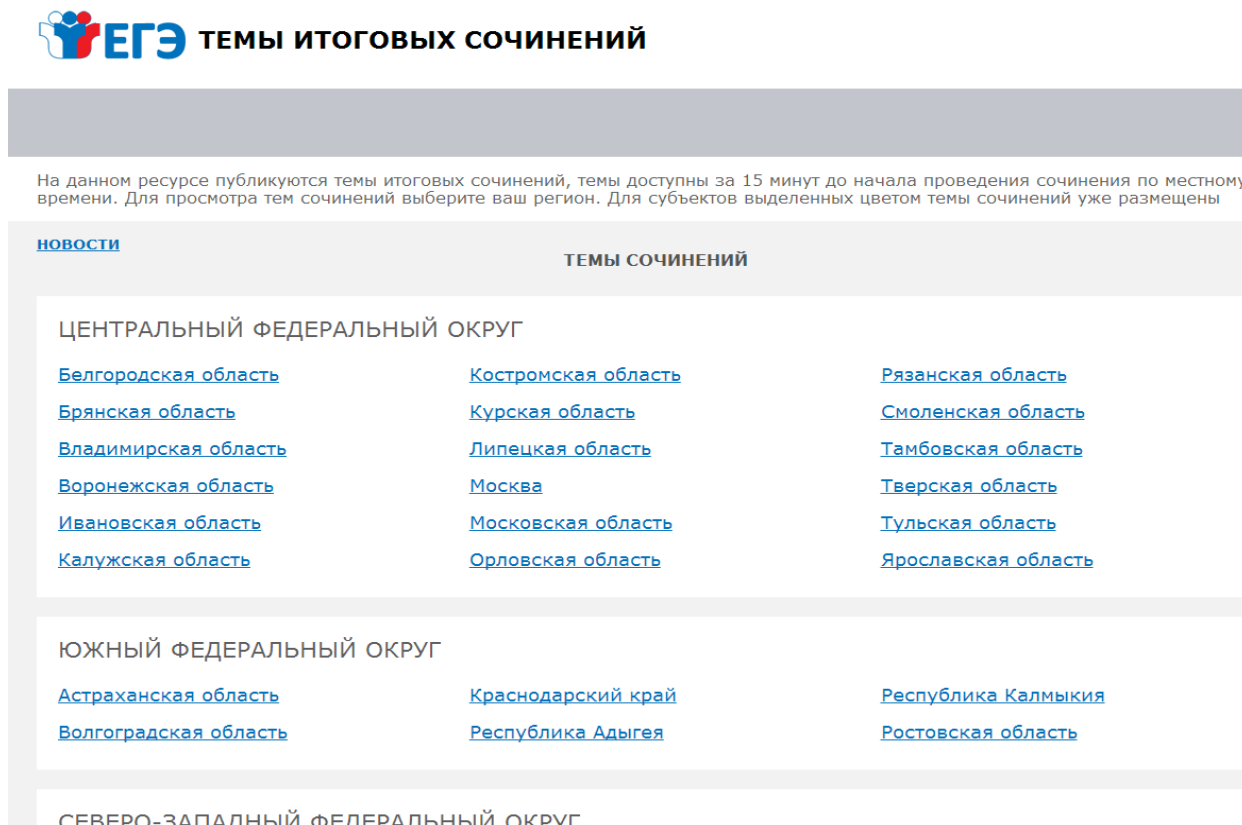 ЕГЭ ТЕМЫ ИТОГОВЫХ СОЧИНЕНИЙ
На данном ресурсе публикуются темы итоговых сочинений, темы доступны за 15 минут до начала проведения сочинения по местному
времени. Для просмотра тем сочинений выберите ваш регион. Для субъектов выделенных цветом темы сочинений уже размещены
НОВОСТИ
ТЕМЫ СОЧИНЕНИЙ
ЦЕНТРАЛЬНЫЙ ФЕДЕРАЛЬНЫЙ ОКРУГ
Белгородская область Костромская область Рязанская область
Брянская область Курская область Смоленская область
Владимирская область Липецкая область Тамбовская область
Воронежская область Москва Тверская область
Ивановская область Московская область Тульская область
Калужская область Орловская область Ярославская область
ЮЖНЫЙ ФЕДЕРАЛЬНЫЙ ОКРУГ
Астраханская область Краснодарский край Республика Калмыкия
Волгоградская область Республика Адыгея Ростовская область
СЕВЕРО-ЗАПАДНЫЙ ФЕДЕРАЛЬНЫЙ ОКРУГ